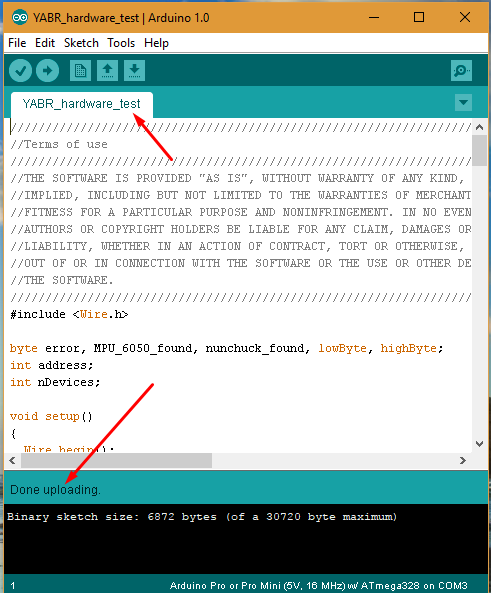 YABR_hardware_test | Arduino 1.0
File Edit Sketch Tools Help
YABR_hardware_test
///////////////////////////////////////////////////////////////////
//Terms of use
///////////////////////////////////////////////////////////////////
//THE SOFTWARE IS PROVIDED "AS IS", WITHOUT WARRANTY OF ANY KIND,
//IMPLIED, INCLUDING BUT NOT LIMITED TO THE WARRANTIES OF MERCHANT
//FITNESS FOR A PARTICULAR PURPOSE AND NONINFRINGEMENT. IN NO EVEN
//AUTHORS OR COPYRIGHT HOLDERS BE LIABLE FOR ANY CLAIM, DAMAGES OR
//LIABILITY, WHETHER IN AN ACTION OF CONTRACT, TORT OR OTHERWISE,
//OUT OF OR IN CONNECTION WITH THE SOFTWARE OR THE USE OR OTHER DE
//THE SOFTWARE.
///////////////////////////////////////////////////////////////////
#include <Wire.h>
byte error, MPU_6050_found, nunchuck_found, lowByte, highByte;
int address;
int nDevices;
void setup()
{
Wire.begin();
Done uploading.
Binary sketch size: 6872 bytes (of a 30720 byte maximum)
1 Arduino Pro or Pro Mini (5V, 16 MHz) w/ ATmega328 on COM3